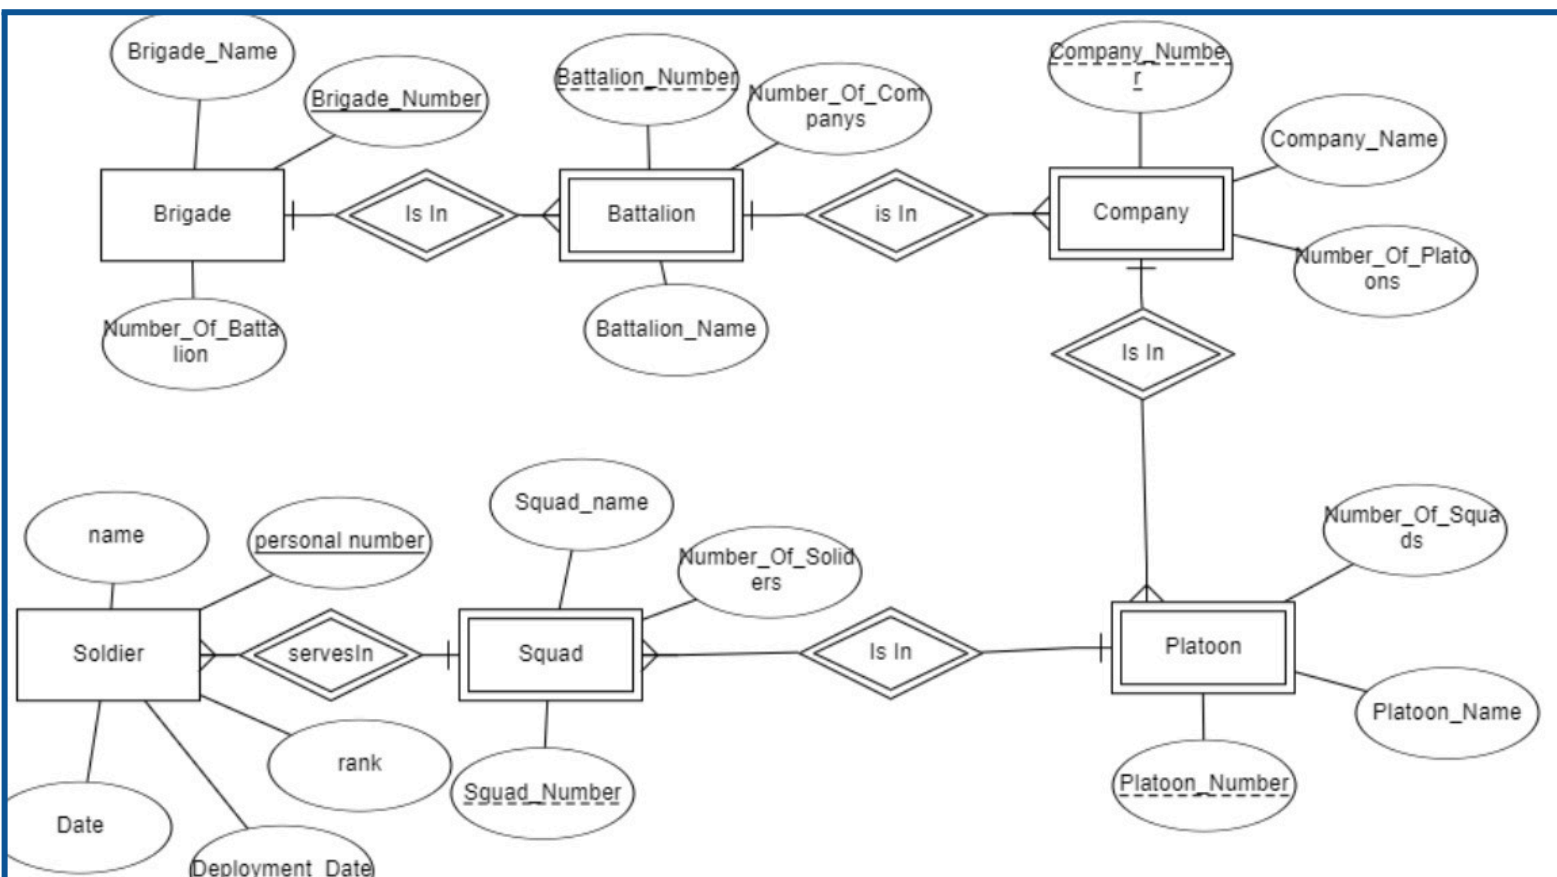 Brigade_Name
Brigade_Number
Brigade
Number_Of_Batta
lion
Is In
Battalion_Number
Number_Of_Com
panys
Battalion
Battalion_Name
is In
Company_Numbe
r
Company_Name
Company
Number_Of_Plato
ons
Is In
Number_Of_Squa
ds
Platoon
Platoon_Name
Platoon_Number
Is In
Squad_name
Number_Of_Solid
ers
Squad
Squad_Number
servesIn
name
personal number
Soldier
rank
Date
Deployment_Date